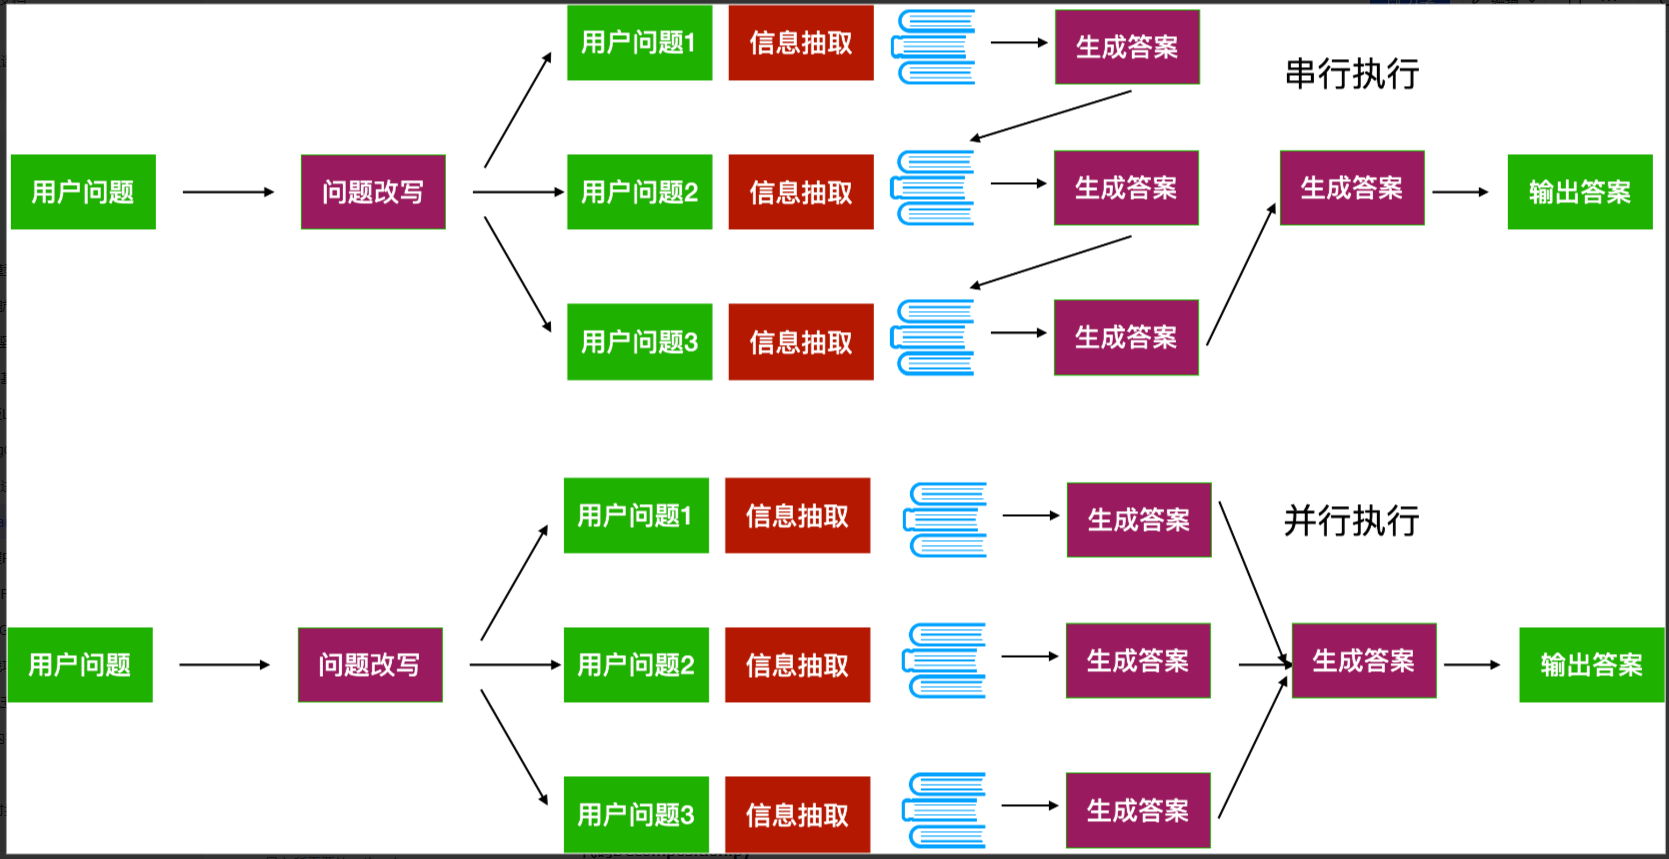 用户问题1 信息抽取 生成答案
串行执行
用户问题 问题改写 用户问题2 信息抽取 生成答案 生成答案 输出答案
用户问题3 信息抽取 生成答案
用户问题1 信息抽取 生成答案
并行执行
用户问题 问题改写 用户问题2 信息抽取 生成答案 生成答案 输出答案
用户问题3 信息抽取 生成答案